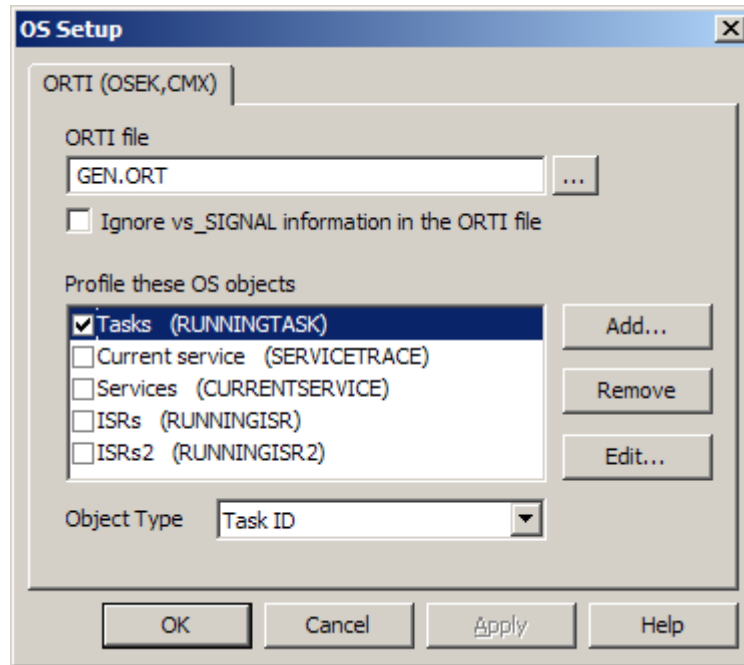 OS Setup
ORTI (OSEK,CMX)
ORTI file
GEN.ORT
...
Ignore vs_SIGNAL information in the ORTI file
Profile these OS objects
Tasks (RUNNINGTASK)
Current service (SERVICETRACE)
Services (CURRENTSERVICE)
ISRs (RUNNINGISR)
ISRs2 (RUNNINGISR2)
Add...
Remove
Edit...
Object Type Task ID
OK Cancel Apply Help